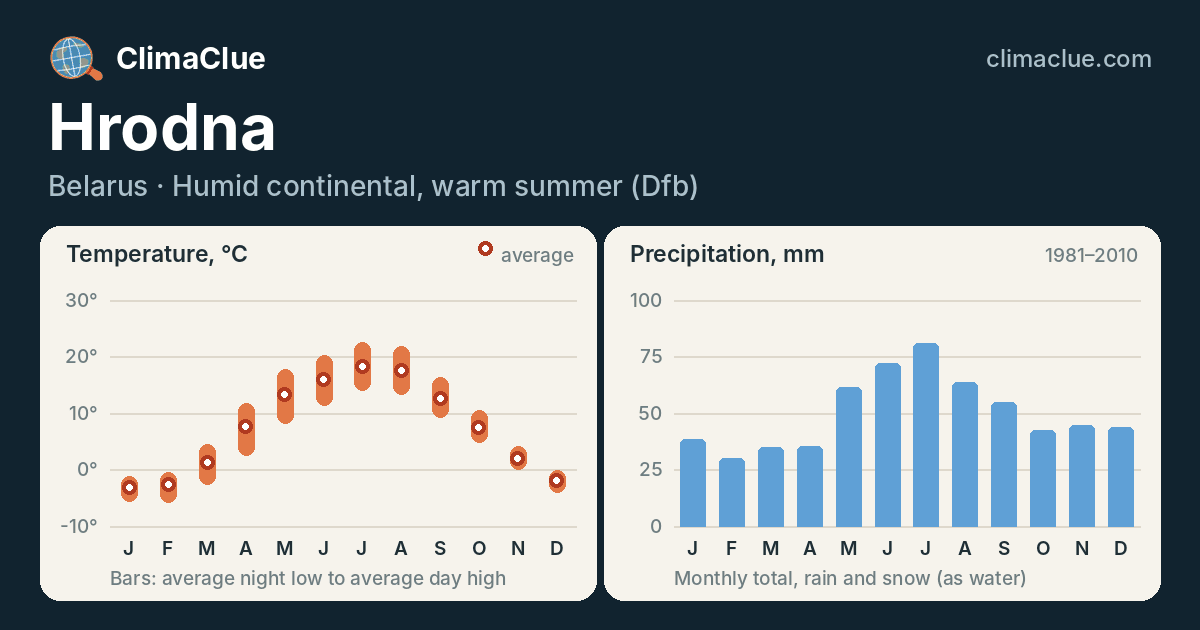 ClimaClue
climaclue.com
Hrodna
Belarus · Humid continental, warm summer (Dfb)
Temperature, °C
average
30°
20°
10°
0°
-10°
J F M A M J J A S O N D
Bars: average night low to average day high
Precipitation, mm
1981–2010
100
75
50
25
0
J F M A M J J A S O N D
Monthly total, rain and snow (as water)